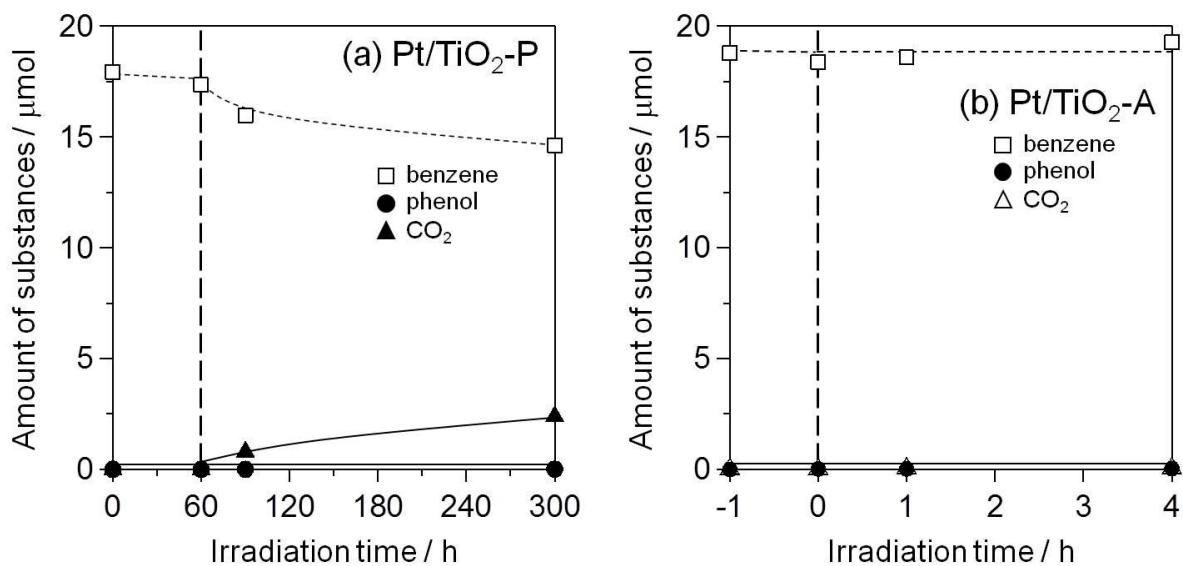 (a) Pt/TiO₂-P
Amount of substances / μmol
20
15
10
5
0
benzene
phenol
CO₂
0 60 120 180 240 300
Irradiation time / h
(b) Pt/TiO₂-A
Amount of substances / μmol
20
15
10
5
0
benzene
phenol
CO₂
-1 0 1 2 3 4
Irradiation time / h